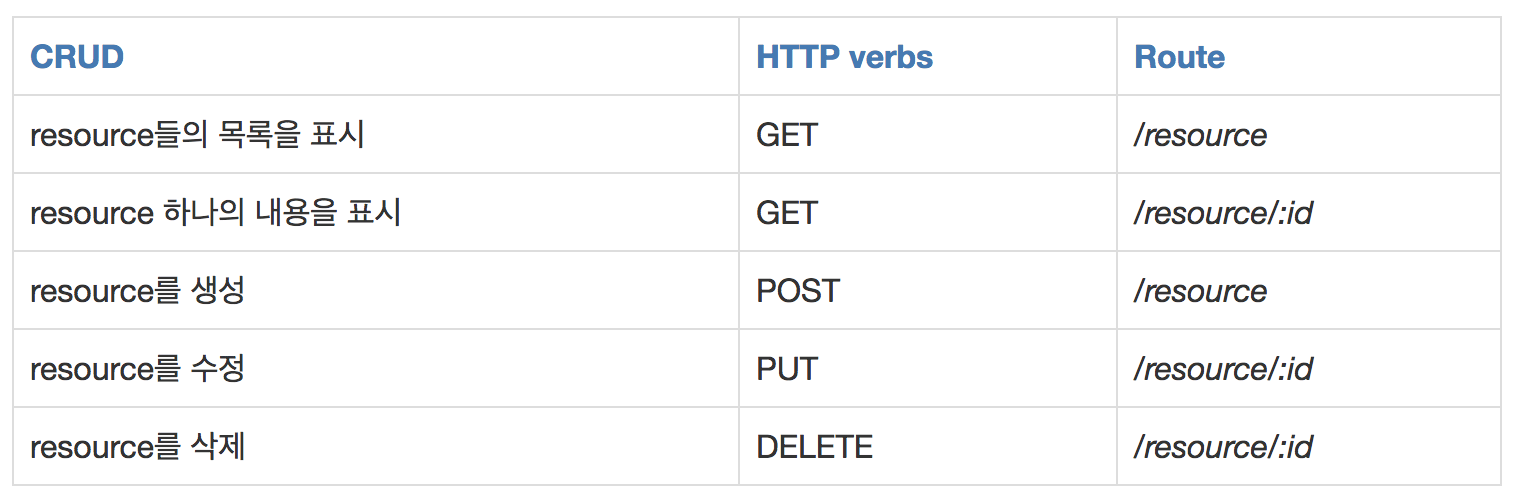 CRUD HTTP verbs Route
resource들의 목록을 표시 GET /resource
resource 하나의 내용을 표시 GET /resource/:id
resource를 생성 POST /resource
resource를 수정 PUT /resource/:id
resource를 삭제 DELETE /resource/:id